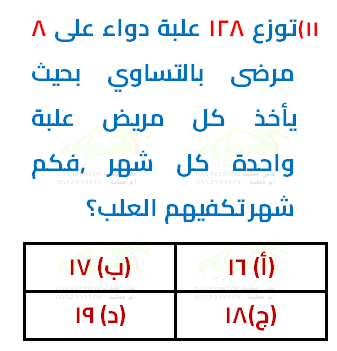 ١١)توزع ١٢٨ علبة دواء على ٨
مرضى بالتساوي بحيث
يأخذ كل مريض علبة
واحدة كل شهر ,فكم
شهرتكفيهم العلب؟
(أ) ١٦
(ب) ١٧
(ج)١٨
(د) ١٩